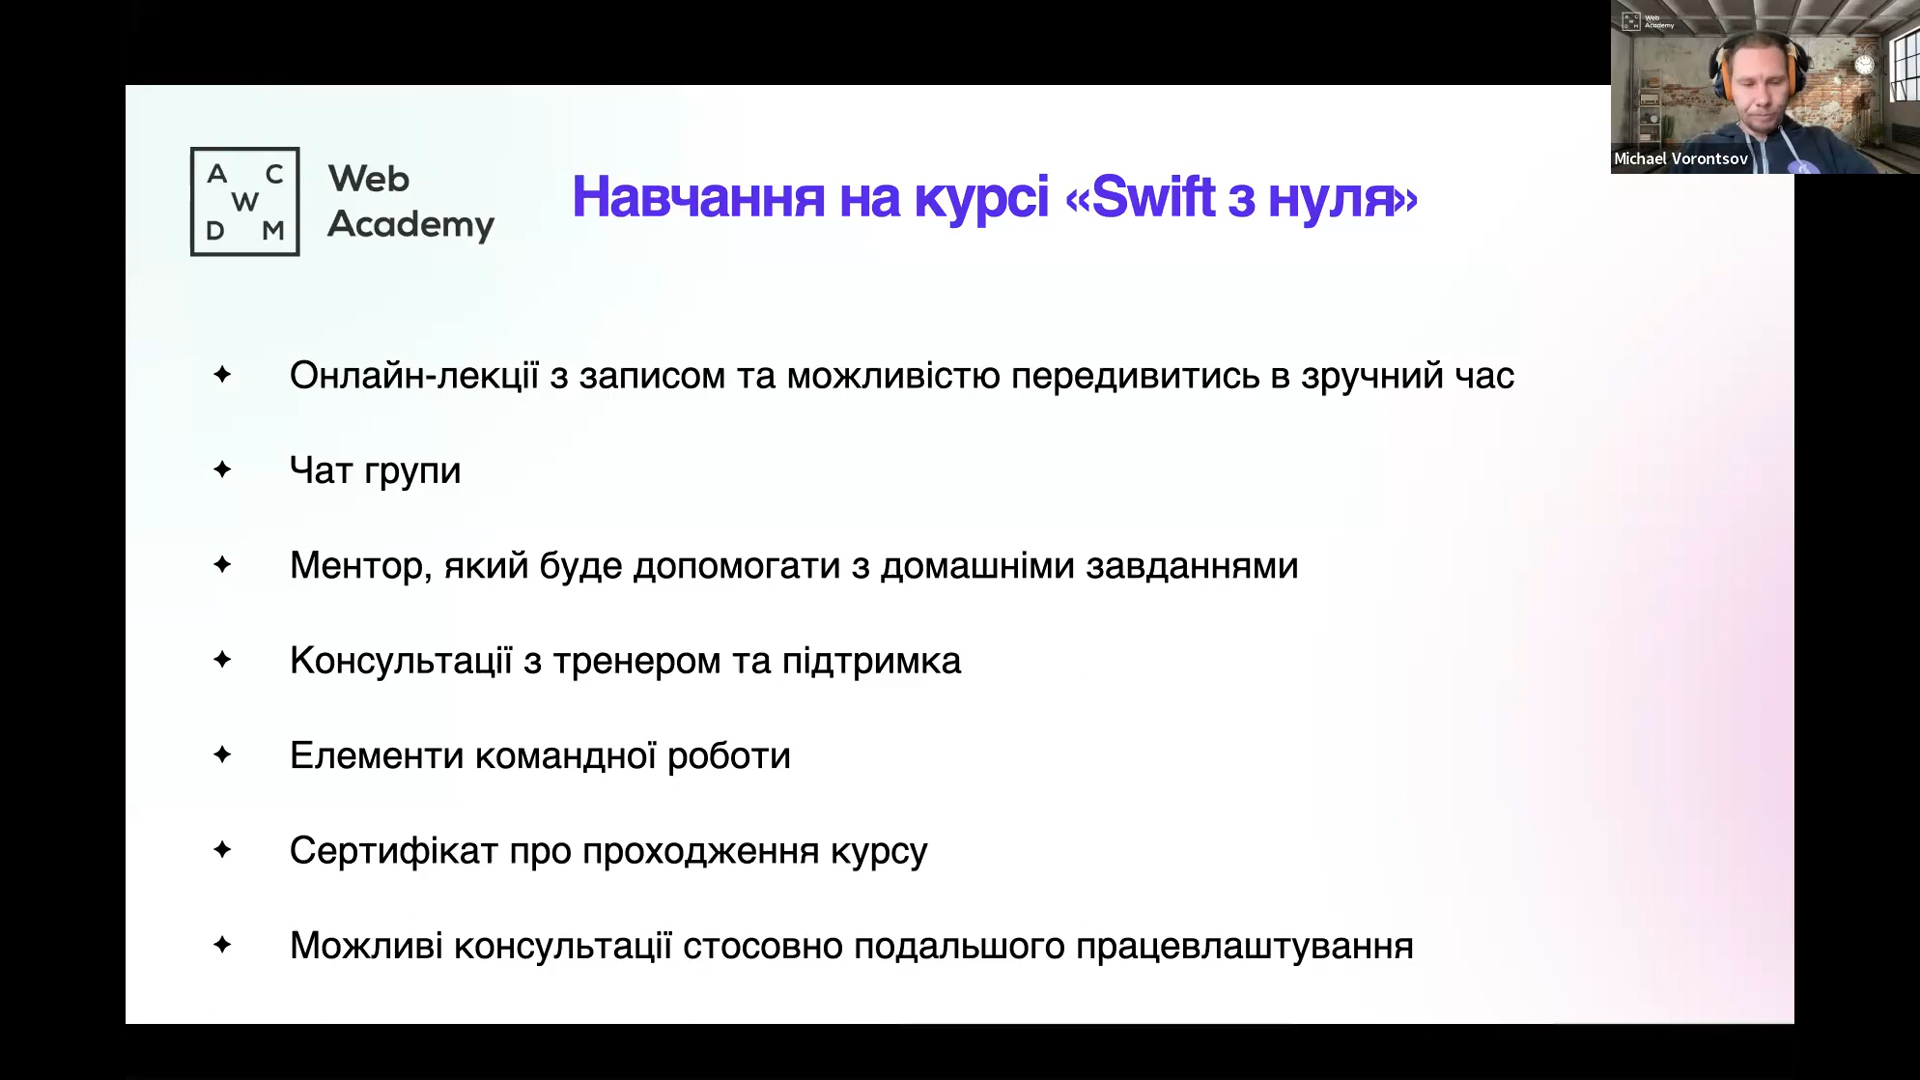 Web
Academy
Michael Vorontsov
A C
W
D M
Web
Academy
Навчання на курсі «Swift з нуля»
✦ Онлайн-лекції з записом та можливістю передивитись в зручний час
✦ Чат групи
✦ Ментор, який буде допомогати з домашніми завданнями
✦ Консультації з тренером та підтримка
✦ Елементи командної роботи
✦ Сертифікат про проходження курсу
✦ Можливі консультації стосовно подальшого працевлаштування